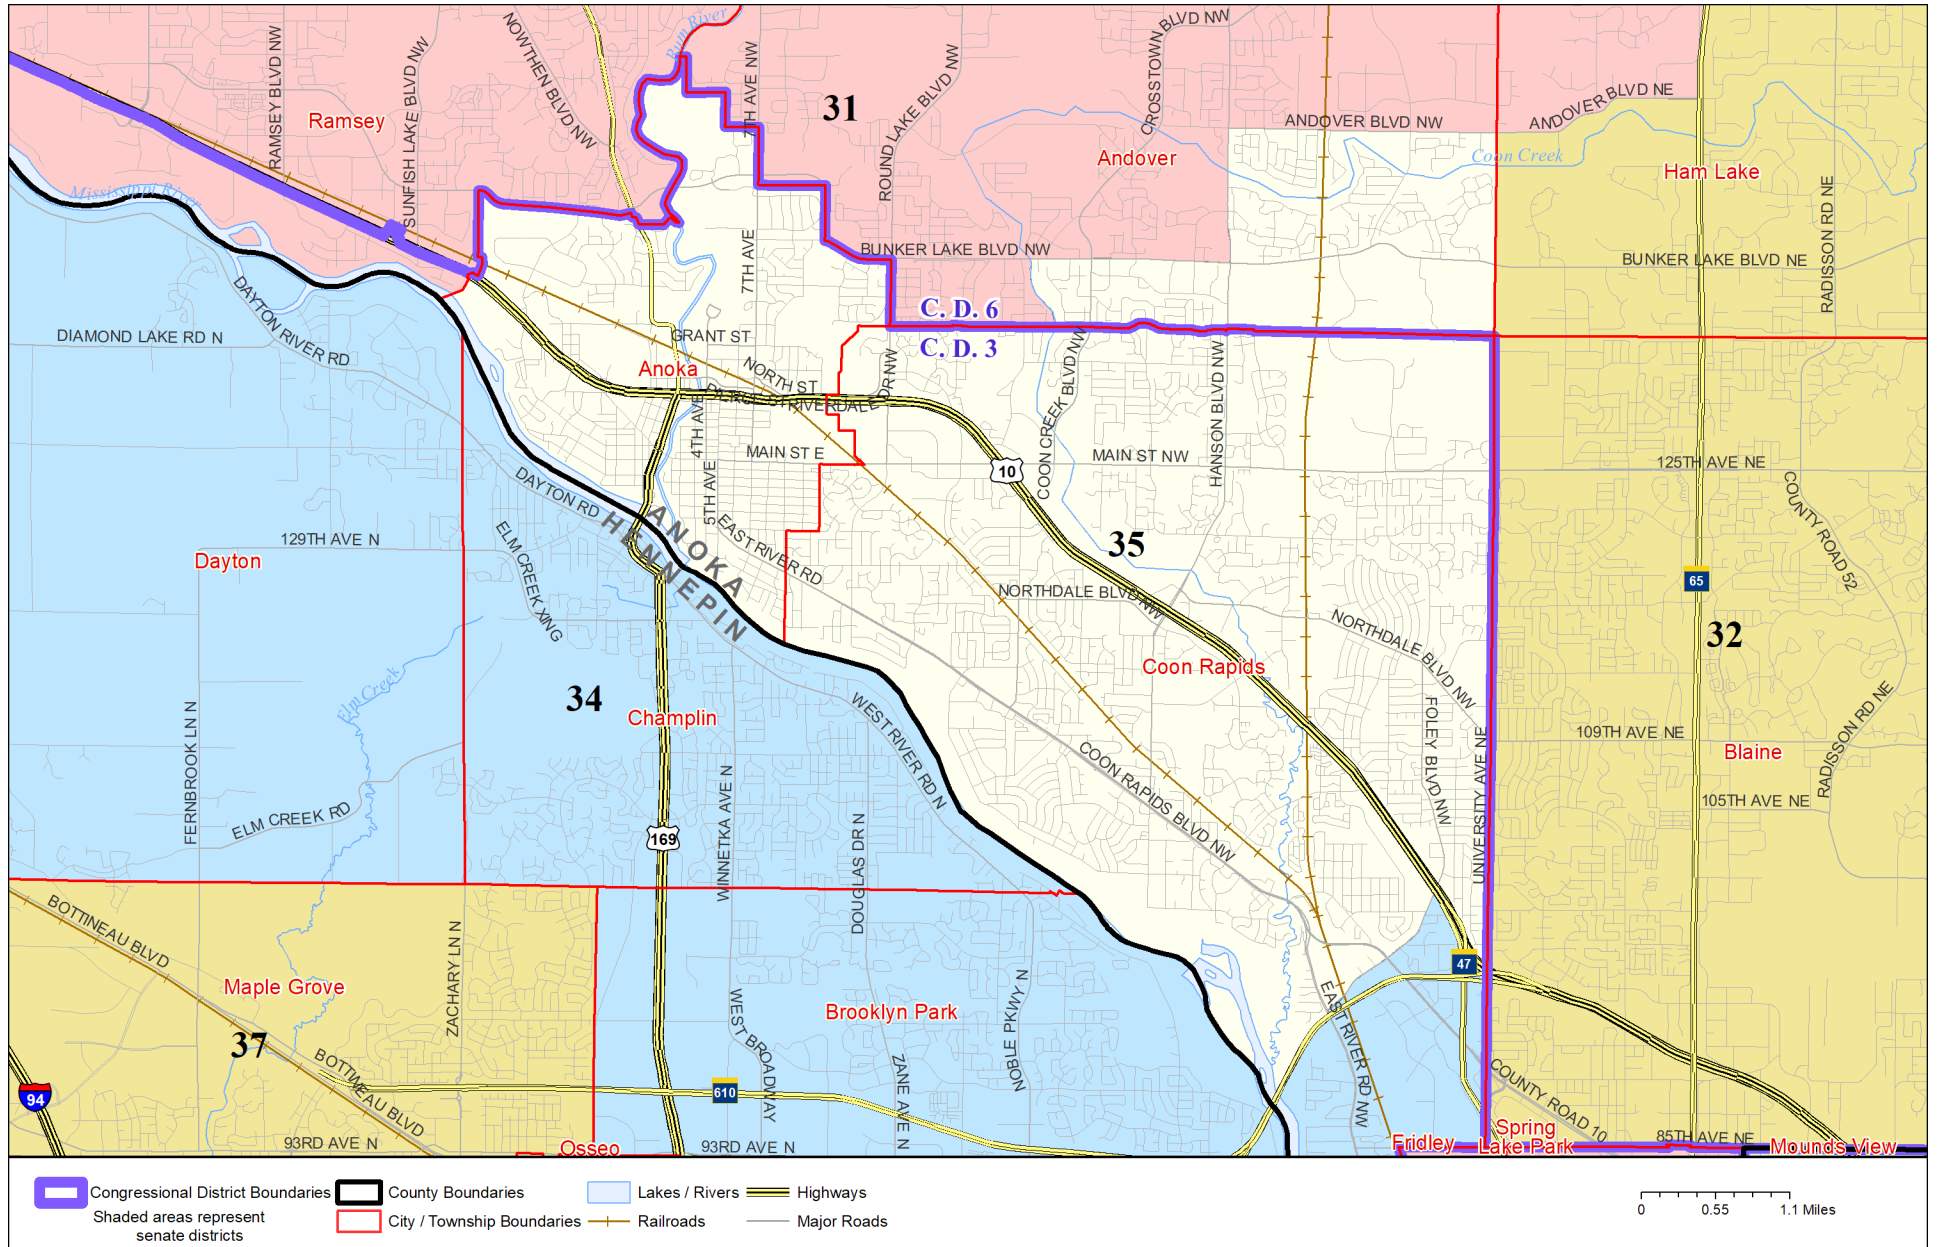 RAMSEY BLVD NW
SUNFISH LAKE BLVD NW
NOWTHEN BLVD NW
Rum River
7TH AVE NW
ROUND LAKE BLVD NW
CROSSTOWN BLVD NW
31
Ramsey
ANDOVER BLVD NW
ANDOVER BLVD NE
Andover
Coon Creek
Ham Lake
Mississippi River
RADISSON RD NE
7TH AVE
BUNKER LAKE BLVD NW
BUNKER LAKE BLVD NE
C. D. 6
C. D. 3
DAYTON RIVER RD
DIAMOND LAKE RD N
GRANT ST
Anoka
NORTH ST
RIVERDALE DR NW
COON CREEK BLVD NW
HANSON BLVD NW
4TH AVE
MAIN ST E
MAIN ST NW
125TH AVE NE
10
5TH AVE
DAYTON RD
COUNTY ROAD 52
ANOKA
HENNEPIN
EAST RIVER RD
ELM CREEK XING
129TH AVE N
Dayton
35
65
NORTHDALE BLVD NW
NORTHDALE BLVD NW
32
Coon Rapids
Elm Creek
34
Champlin
WEST RIVER RD N
FOLEY BLVD NW
UNIVERSITY AVE NE
109TH AVE NE
Blaine
RADISSON RD NE
105TH AVE NE
FERNBROOK LN N
ELM CREEK RD
169
WINNETKA AVE N
DOUGLAS DR N
COON RAPIDS BLVD NW
BOTTINEAU BLVD
ZACHARY LN N
47
Maple Grove
37
WEST BROADWAY
Brooklyn Park
NOBLE PKWY N
EAST RIVER RD NW
BOTTINEAU BLVD
94
610
ZANE AVE N
COUNTY ROAD 10
93RD AVE N
Osseo
93RD AVE N
Fridley
Spring
Lake Park
85TH AVE NE
Mounds View
Congressional District Boundaries
County Boundaries
Lakes / Rivers
Highways
Shaded areas represent
senate districts
City / Township Boundaries
Railroads
Major Roads
0 0.55 1.1 Miles